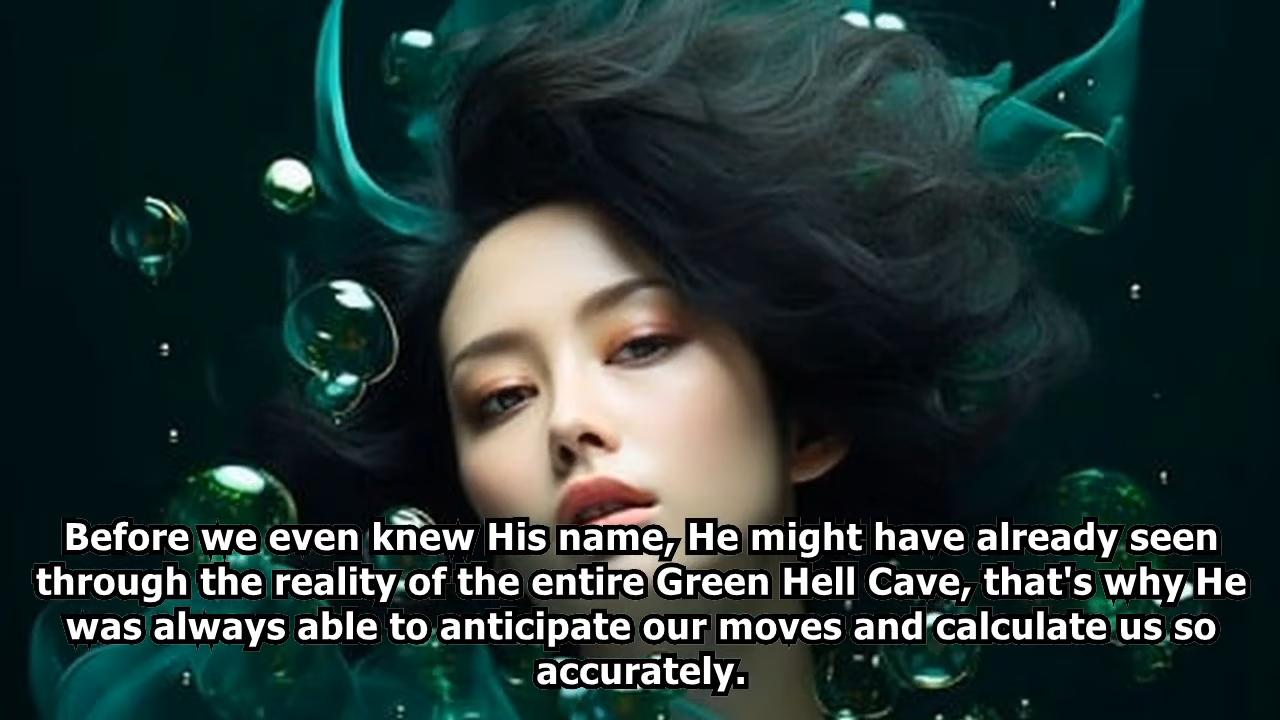 Before we even knew His name, He might have already seen
through the reality of the entire Green Hell Cave, that's why He
was always able to anticipate our moves and calculate us so
accurately.